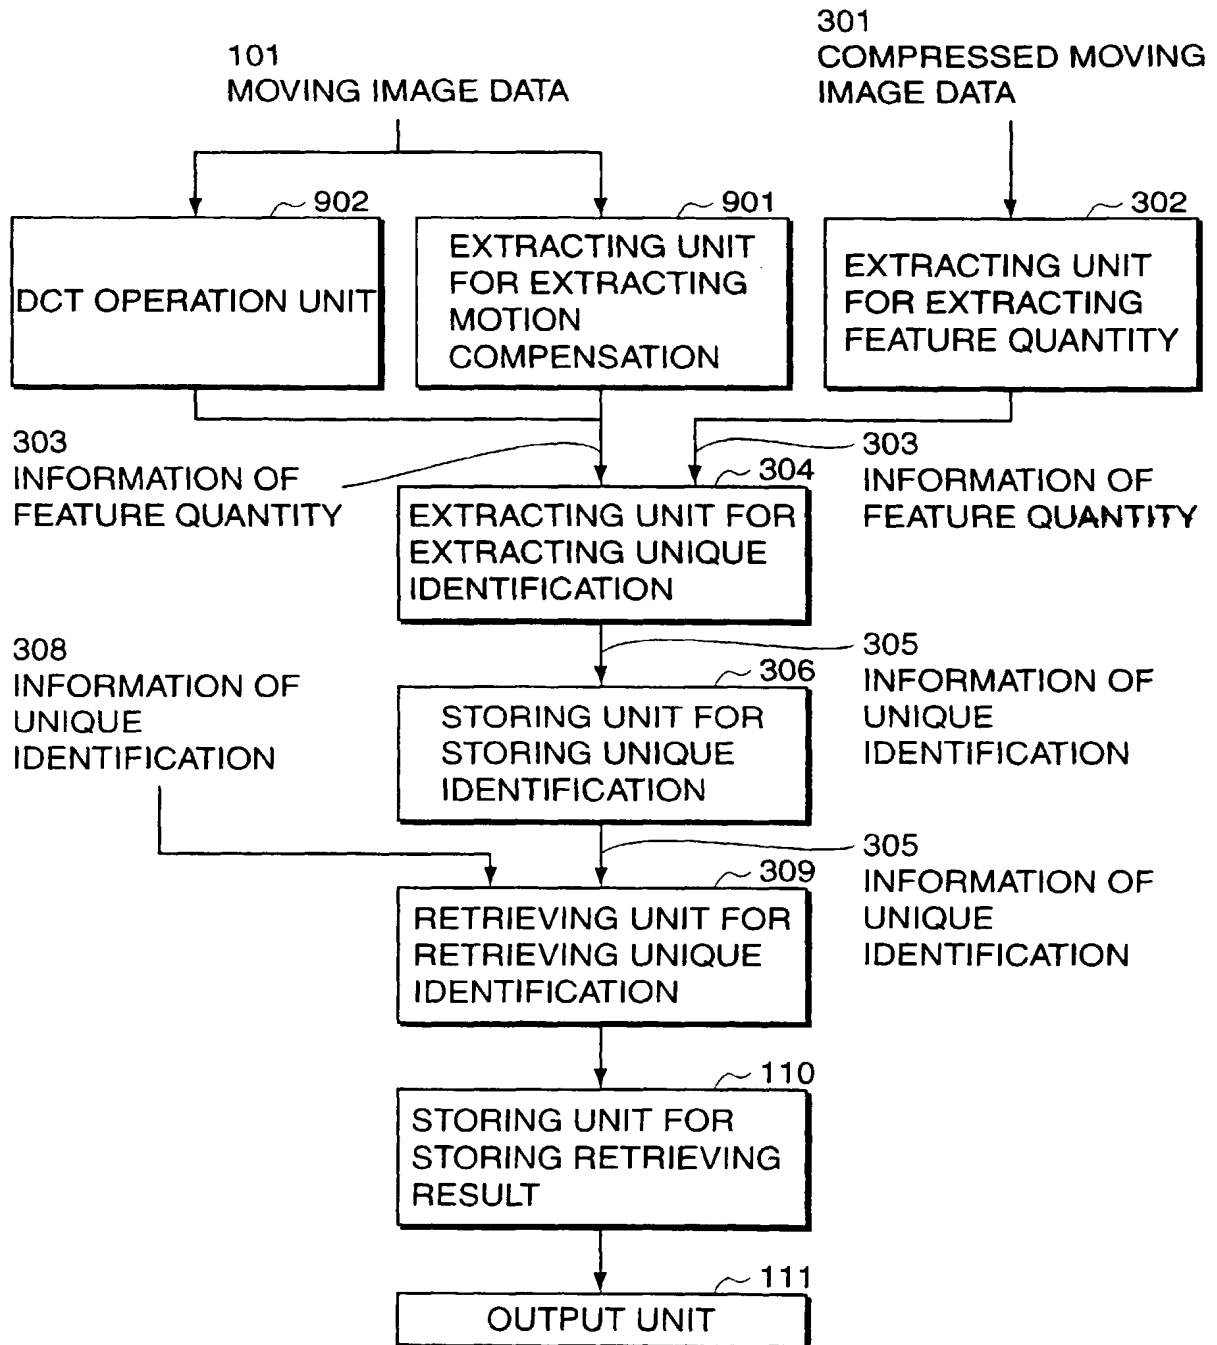 101
MOVING IMAGE DATA
301
COMPRESSED MOVING
IMAGE DATA
902
DCT OPERATION UNIT
901
EXTRACTING UNIT
FOR EXTRACTING
MOTION
COMPENSATION
302
EXTRACTING UNIT
FOR EXTRACTING
FEATURE QUANTITY
303
INFORMATION OF
FEATURE QUANTITY
303
INFORMATION OF
FEATURE QUANTITY
304
EXTRACTING UNIT FOR
EXTRACTING UNIQUE
IDENTIFICATION
308
INFORMATION OF
UNIQUE
IDENTIFICATION
305
INFORMATION OF
UNIQUE
IDENTIFICATION
306
STORING UNIT FOR
STORING UNIQUE
IDENTIFICATION
305
INFORMATION OF
UNIQUE
IDENTIFICATION
309
RETRIEVING UNIT FOR
RETRIEVING UNIQUE
IDENTIFICATION
110
STORING UNIT FOR
STORING RETRIEVING
RESULT
111
OUTPUT UNIT